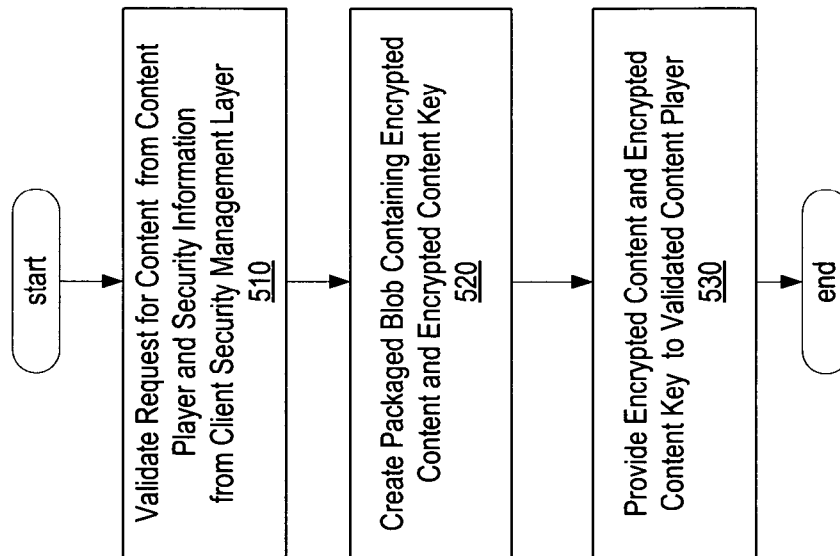 start
Validate Request for Content from Content
Player and Security Information
from Client Security Management Layer
510
Create Packaged Blob Containing Encrypted
Content and Encrypted Content Key
520
Provide Encrypted Content and Encrypted
Content Key to Validated Content Player
530
end